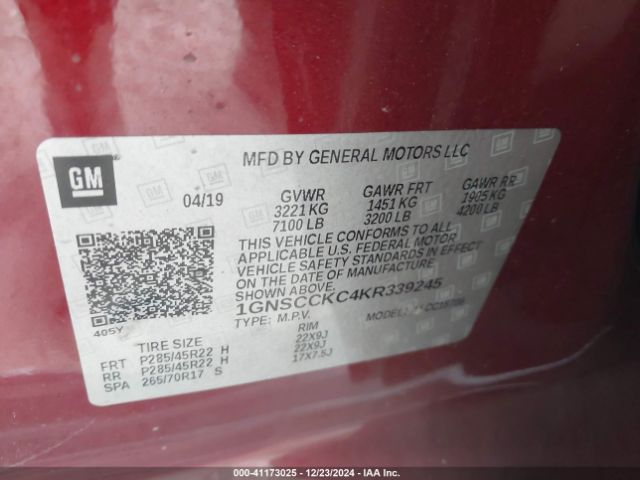 GM
MFD BY GENERAL MOTORS LLC
04/19
GVWR GAWR FRT GAWR RR
3221 KG 1451 KG 1905 KG
7100 LB 3200 LB 4200 LB
THIS VEHICLE CONFORMS TO ALL
APPLICABLE U.S. FEDERAL MOTOR
VEHICLE SAFETY STANDARDS IN EFFECT
ON THE DATE OF MANUFACTURE
SHOWN ABOVE.
1GNSCCKC4KR339245
TYPE: M.P.V. MODEL:
405Y
TIRE SIZE RIM
FRT P285/45R22 H 22X9J
RR P285/45R22 H 22X9J
SPA 265/70R17 S 17X7.5J
000-41173025 — 12/23/2024 — IAAI.COM